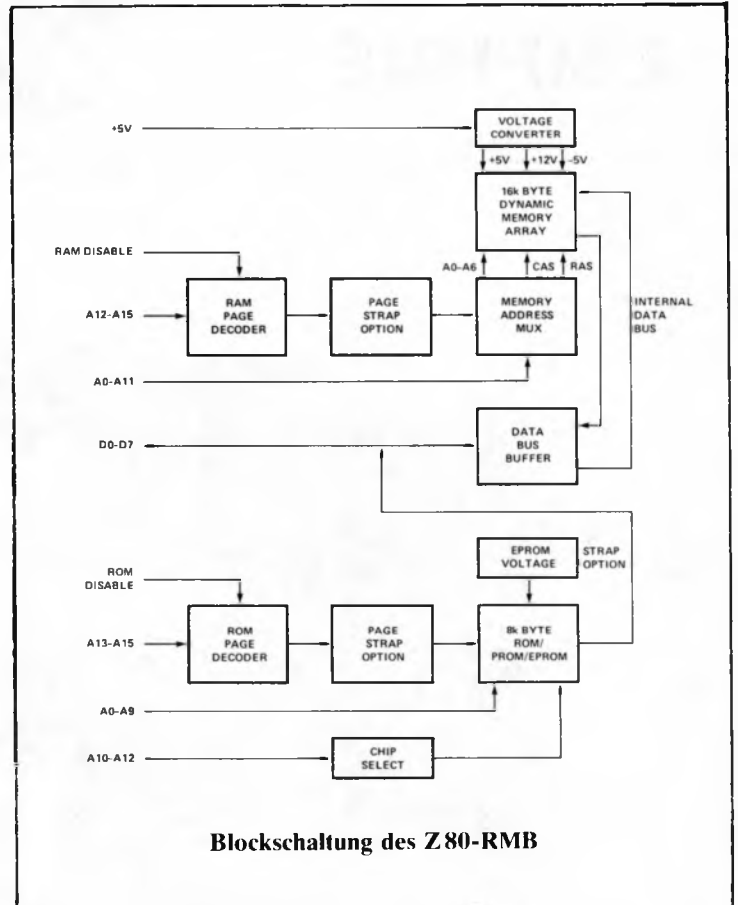 +5V
VOLTAGE
CONVERTER
+5V
+12V
-5V
16k BYTE
DYNAMIC
MEMORY
ARRAY
RAM DISABLE
A0-A6
CAS
RAS
A12-A15
RAM
PAGE
DECODER
PAGE
STRAP
OPTION
MEMORY
ADDRESS
MUX
INTERNAL
DATA
BUS
A0-A11
D0-D7
DATA
BUS
BUFFER
EPROM
VOLTAGE
STRAP
OPTION
ROM
DISABLE
A13-A15
ROM
PAGE
DECODER
PAGE
STRAP
OPTION
8k BYTE
ROM/
PROM/EPROM
A0-A9
A10-A12
CHIP
SELECT
Blockschaltung des Z80-RMB